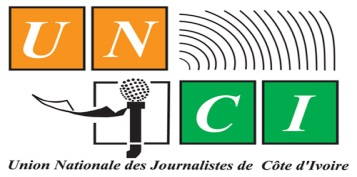 U N
J C I
Union Nationale des Journalistes de Côte d'Ivoire